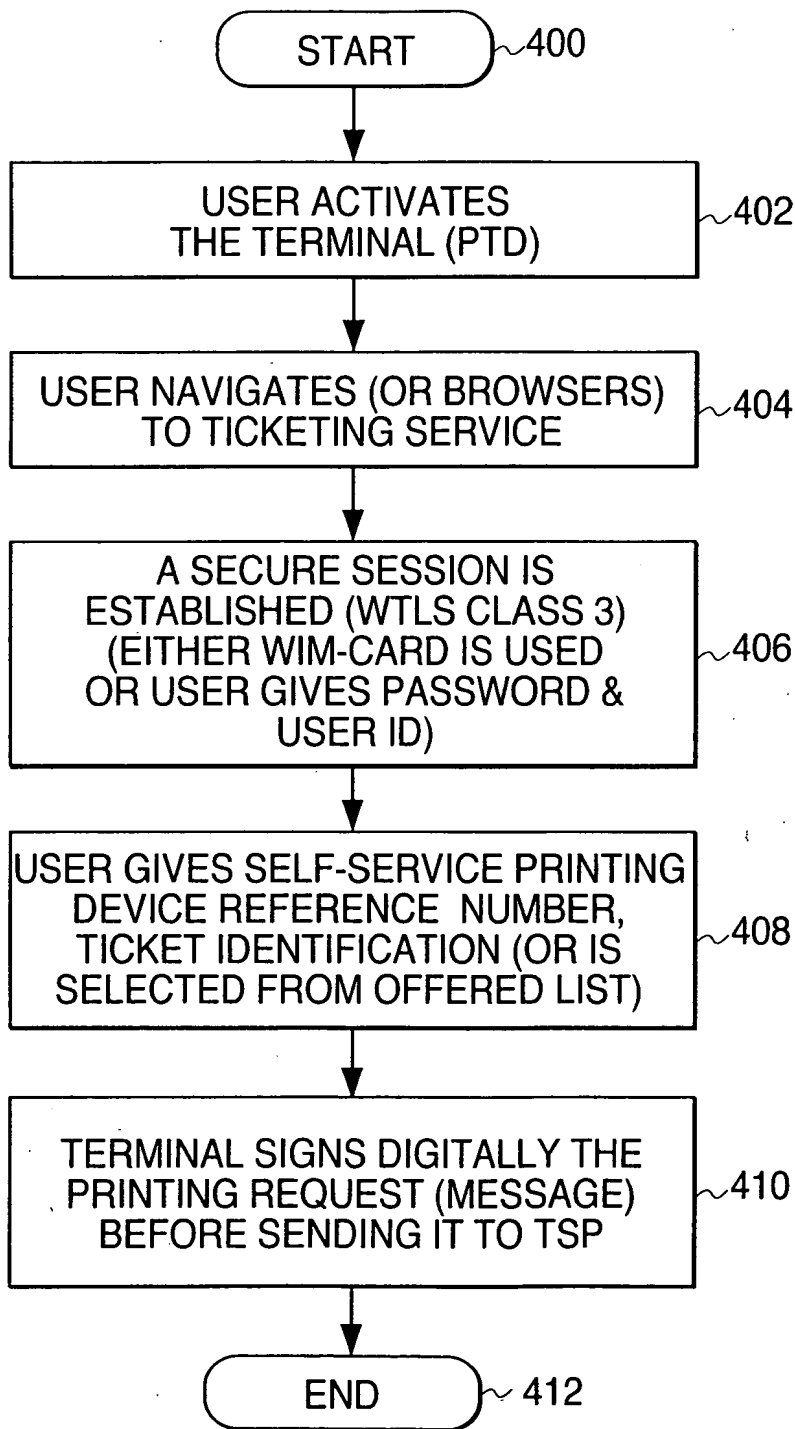 START
400
USER ACTIVATES
THE TERMINAL (PTD)
402
USER NAVIGATES (OR BROWSERS)
TO TICKETING SERVICE
404
A SECURE SESSION IS
ESTABLISHED (WTLS CLASS 3)
(EITHER WIM-CARD IS USED
OR USER GIVES PASSWORD &
USER ID)
406
USER GIVES SELF-SERVICE PRINTING
DEVICE REFERENCE NUMBER,
TICKET IDENTIFICATION (OR IS
SELECTED FROM OFFERED LIST)
408
TERMINAL SIGNS DIGITALLY THE
PRINTING REQUEST (MESSAGE)
BEFORE SENDING IT TO TSP
410
END
412